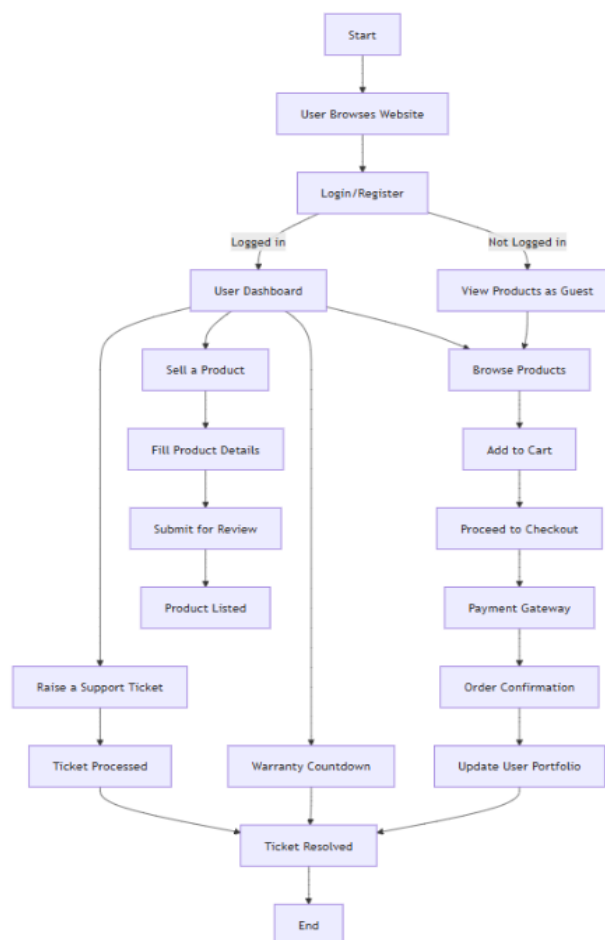 Start
User Browses Website
Login/Register
Logged in
Not Logged in
User Dashboard
View Products as Guest
Sell a Product
Browse Products
Fill Product Details
Add to Cart
Submit for Review
Proceed to Checkout
Product Listed
Payment Gateway
Raise a Support Ticket
Order Confirmation
Ticket Processed
Warranty Countdown
Update User Portfolio
Ticket Resolved
End